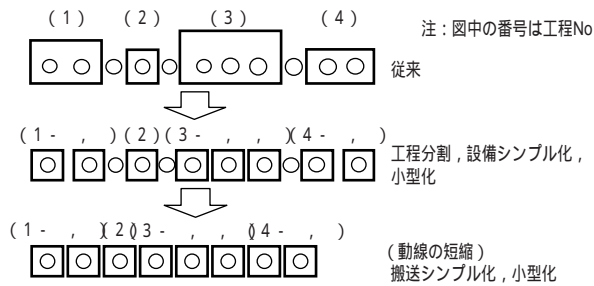 (1) (2) (3) (4)
注：図中の番号は工程No
従来
(1- , )(2)(3- , , )(4- , )
工程分割，設備シンプル化，
小型化
(1- , )(2)(3- , , )(4- , )
（動線の短縮）
搬送シンプル化，小型化